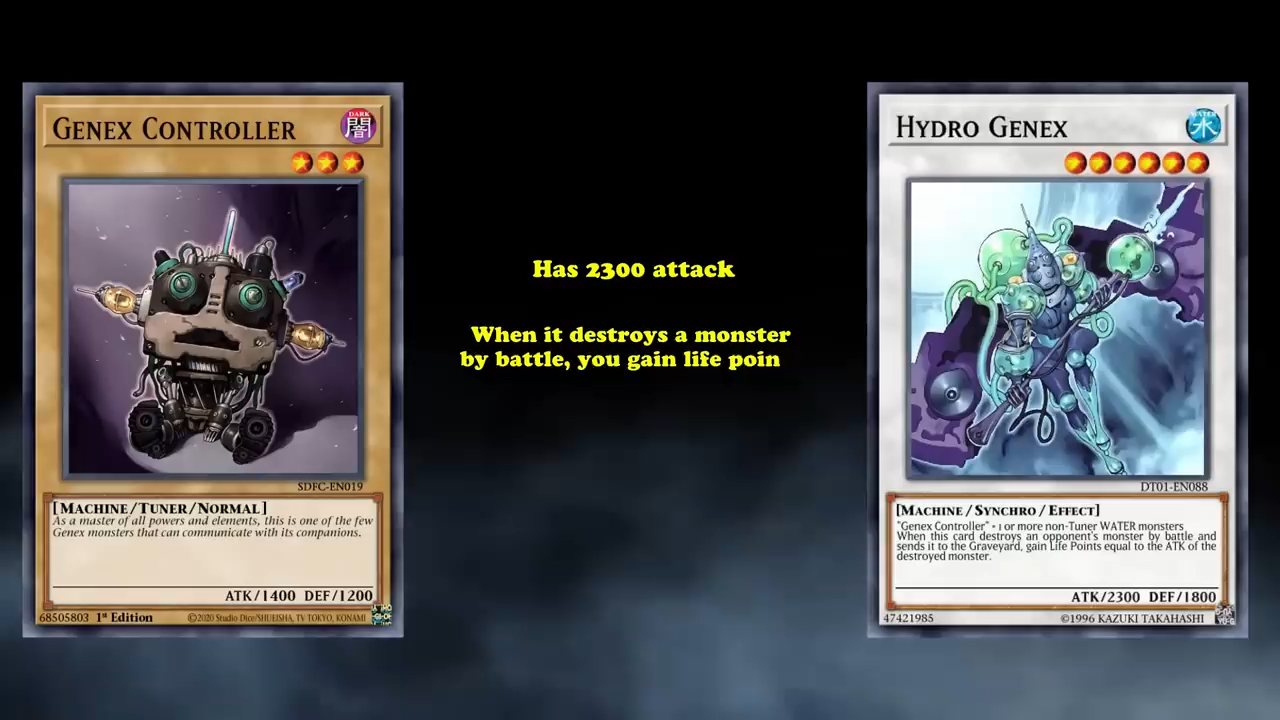 GENEX CONTROLLER
DARK
闇
SDFC-EN019
[MACHINE/TUNER/NORMAL]
As a master of all powers and elements, this is one of the few
Genex monsters that can communicate with its companions.
ATK/1400 DEF/1200
68505803 1st Edition ©2020 Studio Dice/SHUEISHA, TV TOKYO, KONAMI
Has 2300 attack
When it destroys a monster
by battle, you gain life poin
HYDRO GENEX
WATER
水
DT01-EN088
[MACHINE/SYNCHRO/EFFECT]
"Genex Controller" + 1 or more non-Tuner WATER monsters
When this card destroys an opponent's monster by battle and
sends it to the Graveyard, gain Life Points equal to the ATK of the
destroyed monster.
ATK/2300 DEF/1800
47421985 ©1996 KAZUKI TAKAHASHI